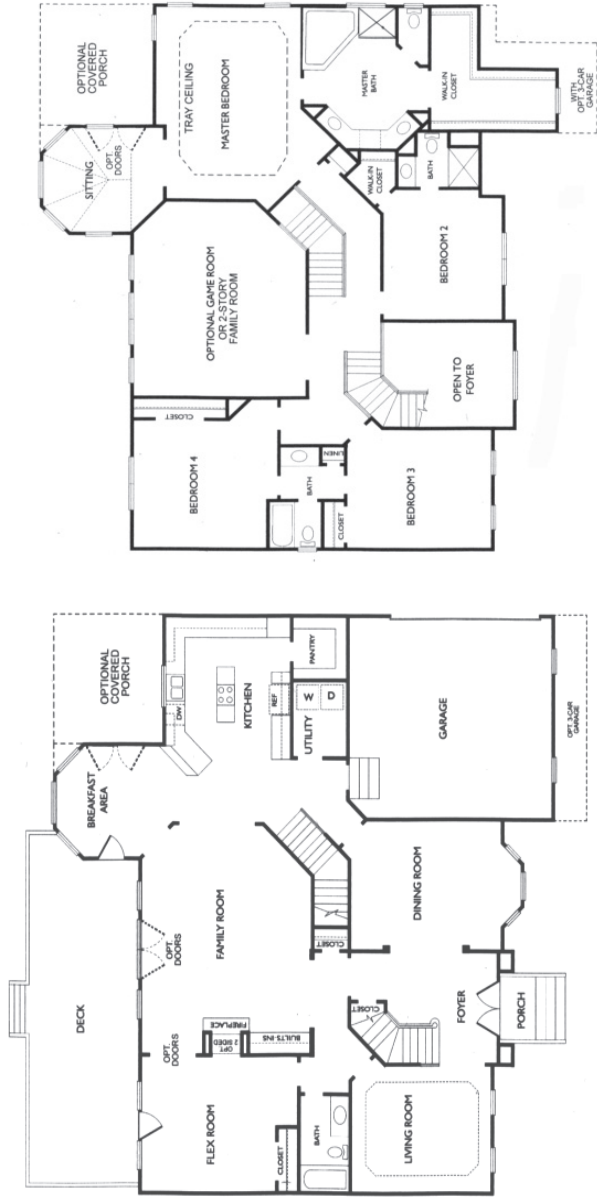 OPTIONAL
COVERED
PORCH
TRAY CEILING
MASTER BEDROOM
MASTER
BATH
WALK-IN
CLOSET
WITH
OPT. 3-CAR
GARAGE
SITTING
OPT.
DOORS
WALK-IN
CLOSET
BATH
BEDROOM 2
OPTIONAL GAME ROOM
OR 2-STORY
FAMILY ROOM
OPEN TO
FOYER
CLOSET
BEDROOM 4
LINEN
BATH
CLOSET
BEDROOM 3
OPTIONAL
COVERED
PORCH
DW
KITCHEN
REF
PANTRY
W
D
UTILITY
GARAGE
OPT. 3-CAR
GARAGE
BREAKFAST
AREA
FAMILY ROOM
DINING ROOM
CLOSET
OPT.
DOORS
DECK
OPT.
DOORS
FIREPLACE
OPT.
2 SIDED
BUILTS-INS
CLOSET
FOYER
PORCH
FLEX ROOM
CLOSET
BATH
LIVING ROOM